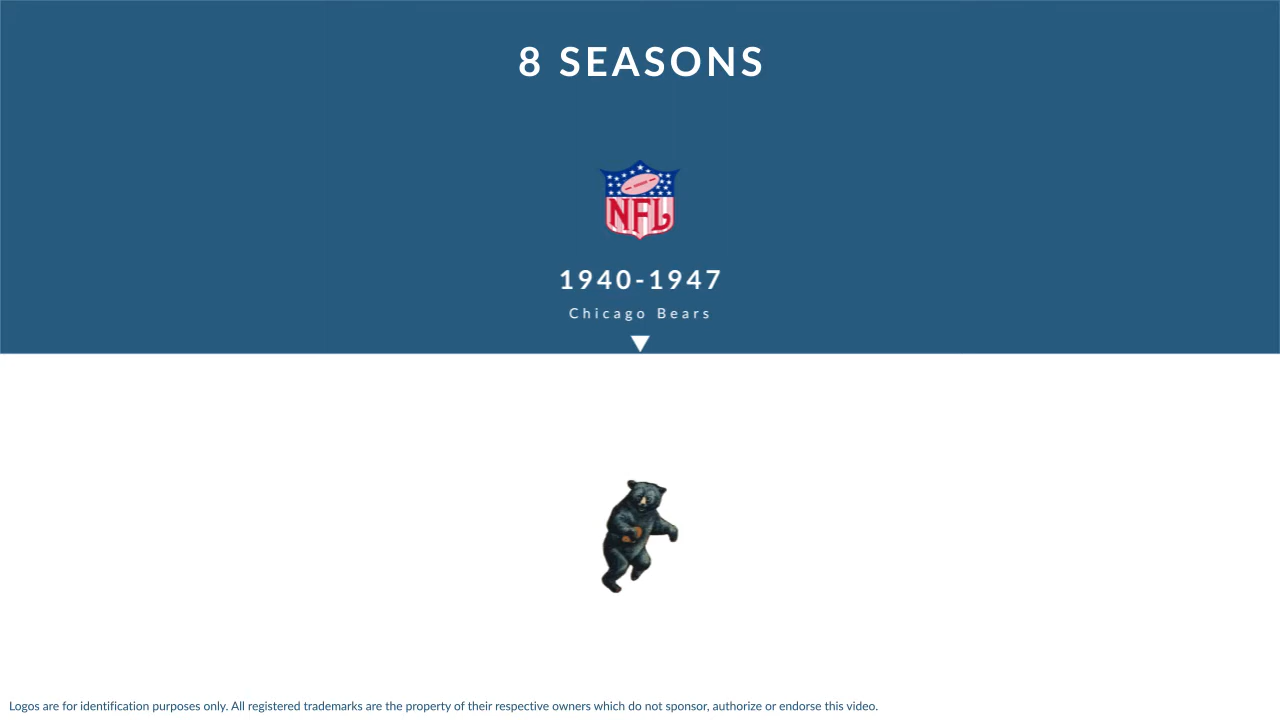 8 SEASONS
NFL
1940-1947
Chicago Bears
Logos are for identification purposes only. All registered trademarks are the property of their respective owners which do not sponsor, authorize or endorse this video.